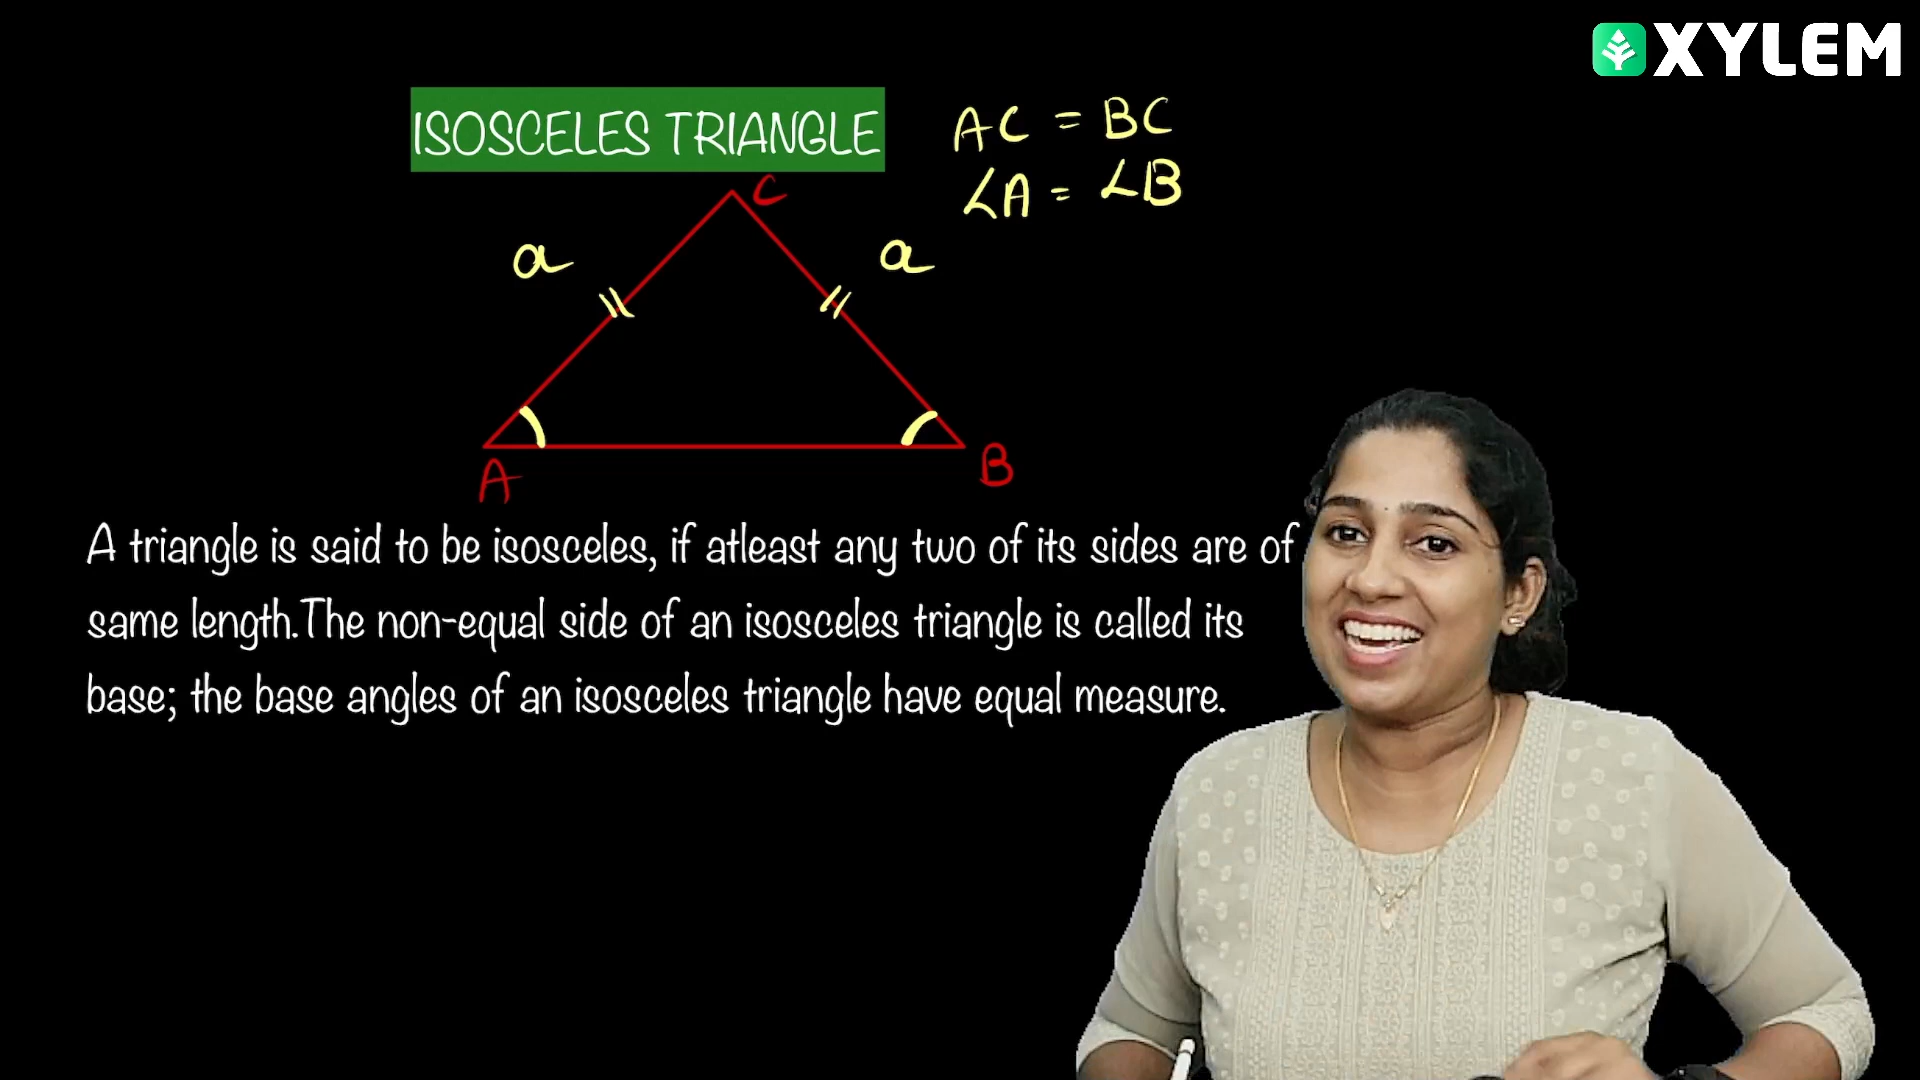 XYLEM
ISOSCELES TRIANGLE
AC = BC
∠A = ∠B
C
a
a
A
B
A triangle is said to be isosceles, if atleast any two of its sides are of
same length.The non-equal side of an isosceles triangle is called its
base; the base angles of an isosceles triangle have equal measure.